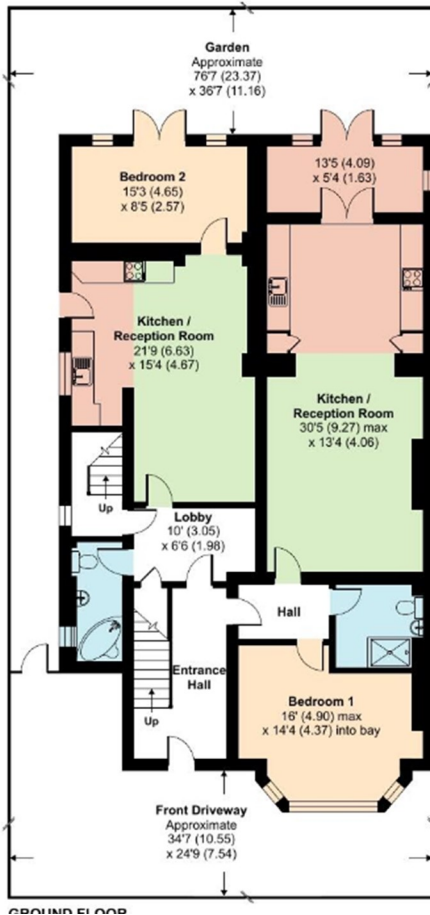 Garden
Approximate
76'7 (23.37)
x 36'7 (11.16)
Bedroom 2
15'3 (4.65)
x 8'5 (2.57)
13'5 (4.09)
x 5'4 (1.63)
Kitchen /
Reception Room
21'9 (6.63)
x 15'4 (4.67)
Kitchen /
Reception Room
30'5 (9.27) max
x 13'4 (4.06)
Up
Lobby
10' (3.05)
x 6'6 (1.98)
Hall
Entrance
Hall
Up
Bedroom 1
16' (4.90) max
x 14'4 (4.37) into bay
Front Driveway
Approximate
34'7 (10.55)
x 24'9 (7.54)
GROUND FLOOR